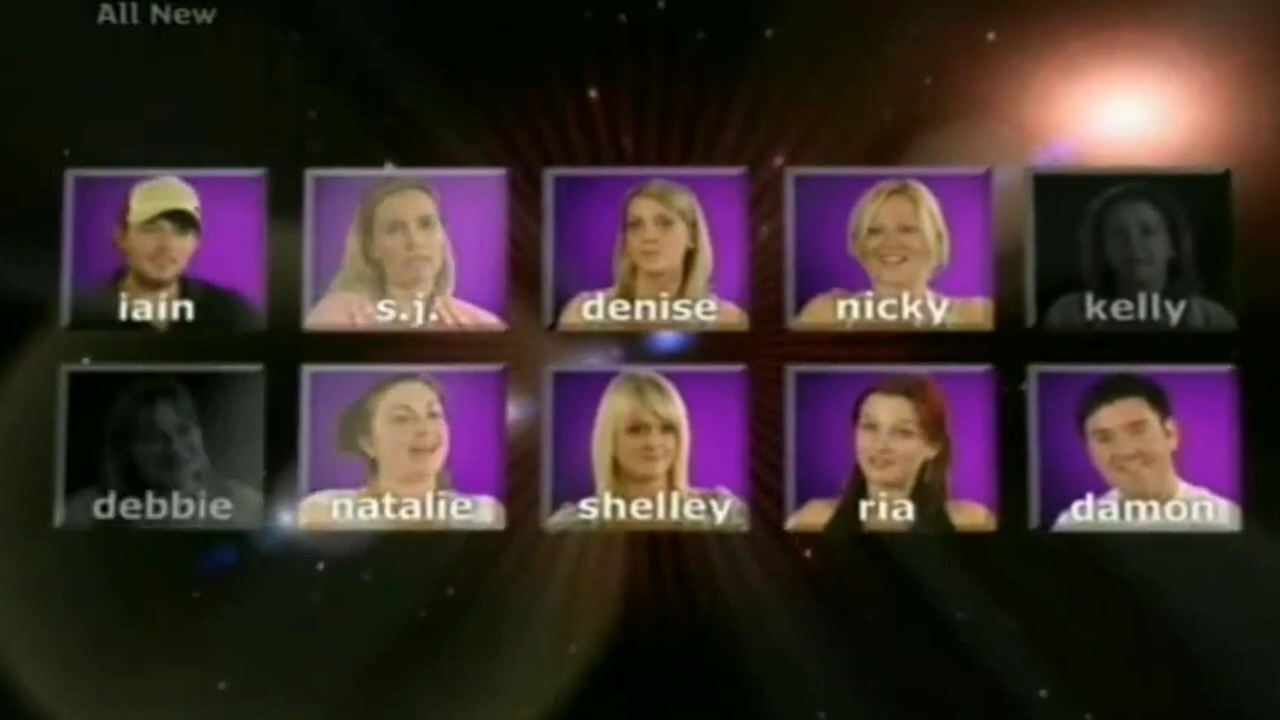 All New
iain
s.j.
denise
nicky
kelly
debbie
natalie
shelley
ria
damon